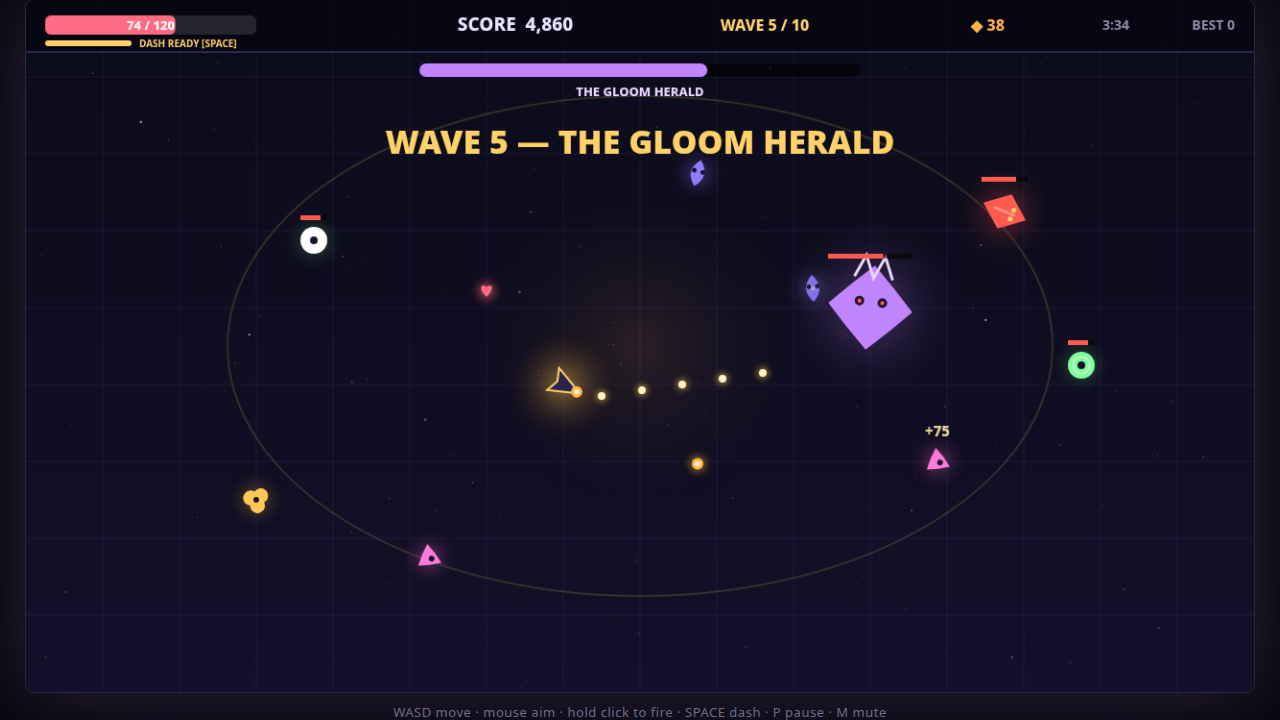 74 / 120
DASH READY [SPACE]
SCORE 4,860
WAVE 5 / 10
◆ 38
3:34
BEST 0
THE GLOOM HERALD
WAVE 5 — THE GLOOM HERALD
+75
WASD move · mouse aim · hold click to fire · SPACE dash · P pause · M mute